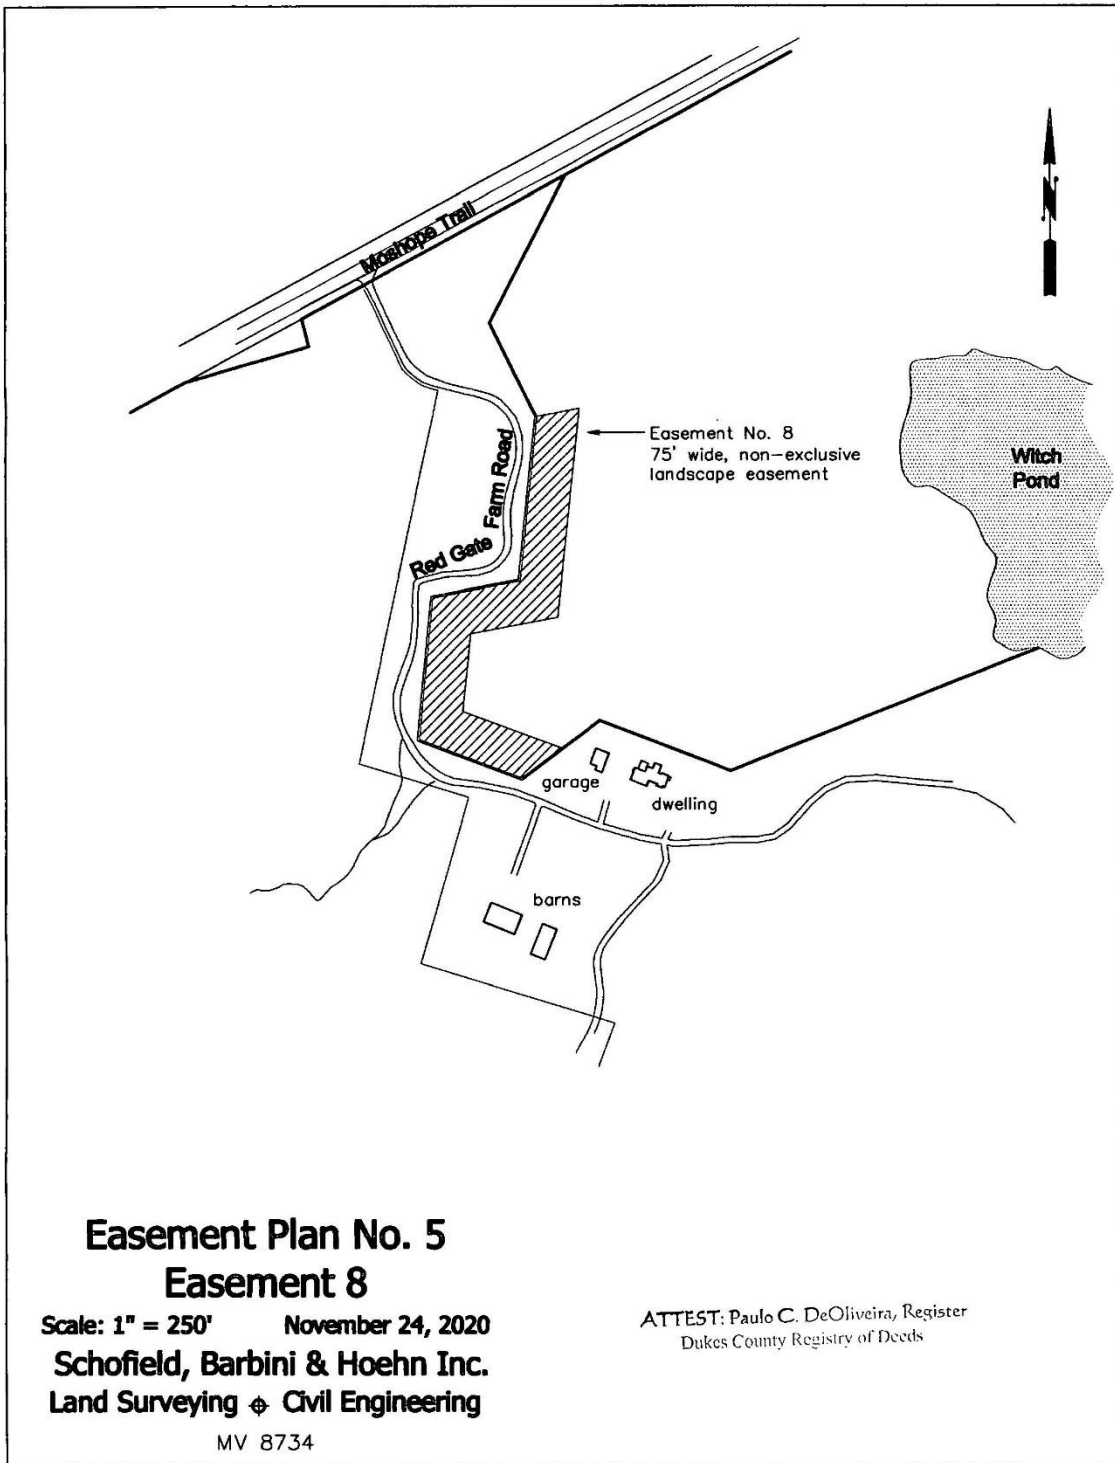 Moshope Trail
N
Easement No. 8
75' wide, non-exclusive
landscape easement
Witch
Pond
Red Gate Farm Road
garage
dwelling
barns
Easement Plan No. 5
Easement 8
Scale: 1" = 250' November 24, 2020
Schofield, Barbini & Hoehn Inc.
Land Surveying Civil Engineering
MV 8734
ATTEST: Paulo C. DeOliveira, Register
Dukes County Registry of Deeds